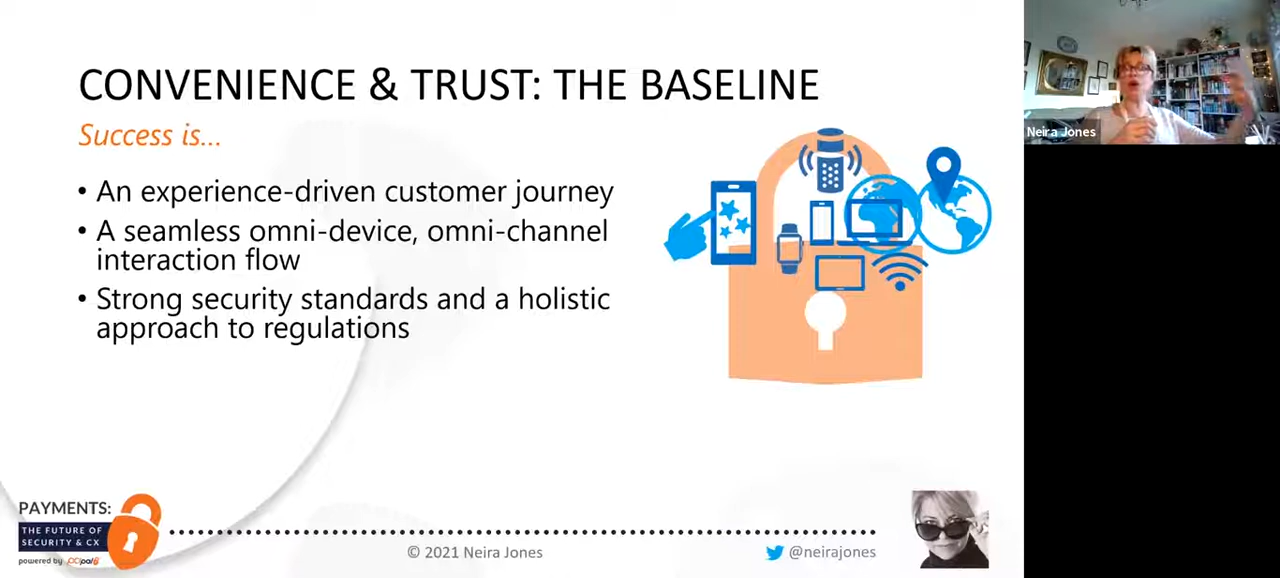 CONVENIENCE & TRUST: THE BASELINE
Success is...
• An experience-driven customer journey
• A seamless omni-device, omni-channel
interaction flow
• Strong security standards and a holistic
approach to regulations
Neira Jones
PAYMENTS:
THE FUTURE OF
SECURITY & CX
powered by pcipal
© 2021 Neira Jones
@neirajones